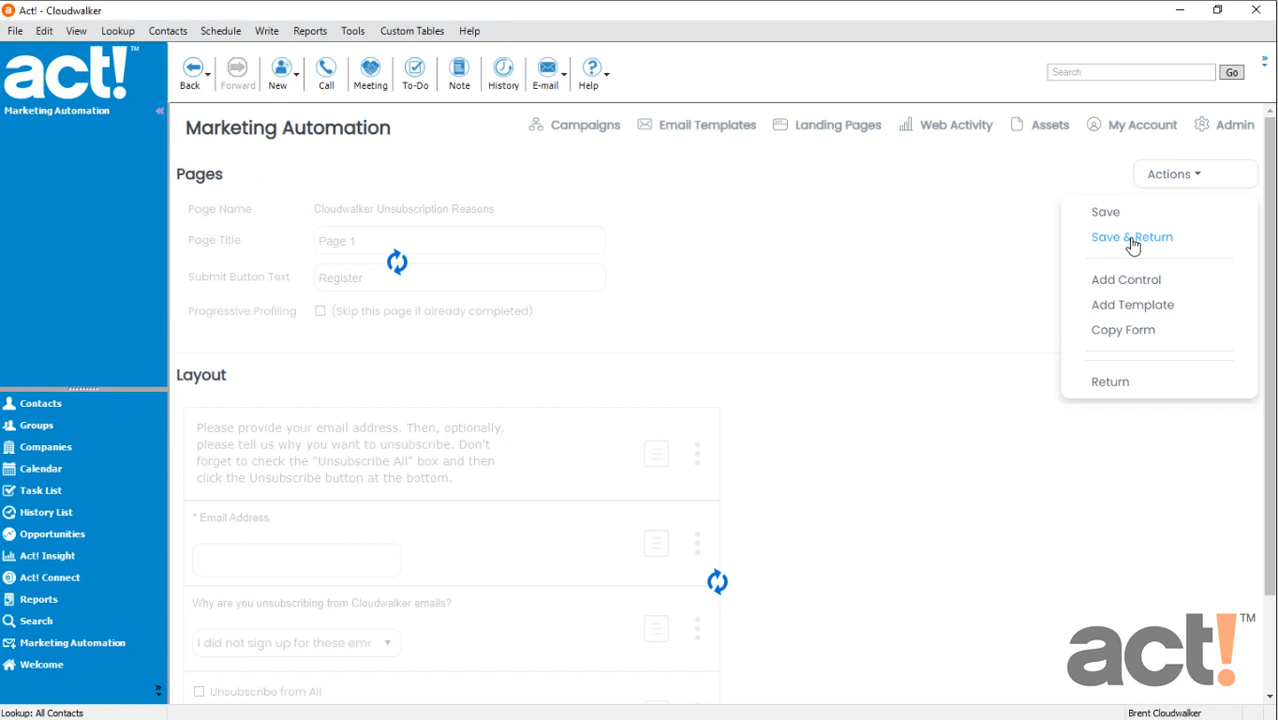 Act! - Cloudwalker
File Edit View Lookup Contacts Schedule Write Reports Tools Custom Tables Help
act!™
Marketing Automation
Back Forward New Call Meeting To-Do Note History E-mail Help
Search Go
Marketing Automation
Campaigns Email Templates Landing Pages Web Activity Assets My Account Admin
Pages
Actions
Page Name Cloudwalker Unsubscription Reasons
Page Title Page 1
Submit Button Text Register
Progressive Profiling (Skip this page if already completed)
Save
Save & Return
Add Control
Add Template
Copy Form
Return
Layout
Please provide your email address. Then, optionally,
please tell us why you want to unsubscribe. Don't
forget to check the "Unsubscribe All" box and then
click the Unsubscribe button at the bottom.
* Email Address
Why are you unsubscribing from Cloudwalker emails?
I did not sign up for these emc
Unsubscribe from All
Contacts
Groups
Companies
Calendar
Task List
History List
Opportunities
Act! Insight
Act! Connect
Reports
Search
Marketing Automation
Welcome
act!™
Lookup: All Contacts
Brent Cloudwalker